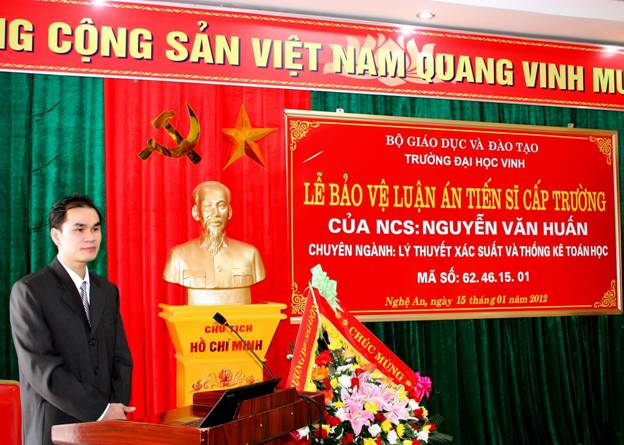 NG CỘNG SẢN VIỆT NAM QUANG VINH MU
BỘ GIÁO DỤC VÀ ĐÀO TẠO
TRƯỜNG ĐẠI HỌC VINH
LỄ BẢO VỆ LUẬN ÁN TIẾN SĨ CẤP TRƯỜNG
CỦA NCS: NGUYỄN VĂN HUẤN
CHUYÊN NGÀNH: LÝ THUYẾT XÁC SUẤT VÀ THỐNG KÊ TOÁN HỌC
MÃ SỐ: 62.46.15.01
Nghệ An, ngày 15 tháng 01 năm 2012
CHỦ TỊCH
HỒ CHÍ MINH
CHÚC MỪNG